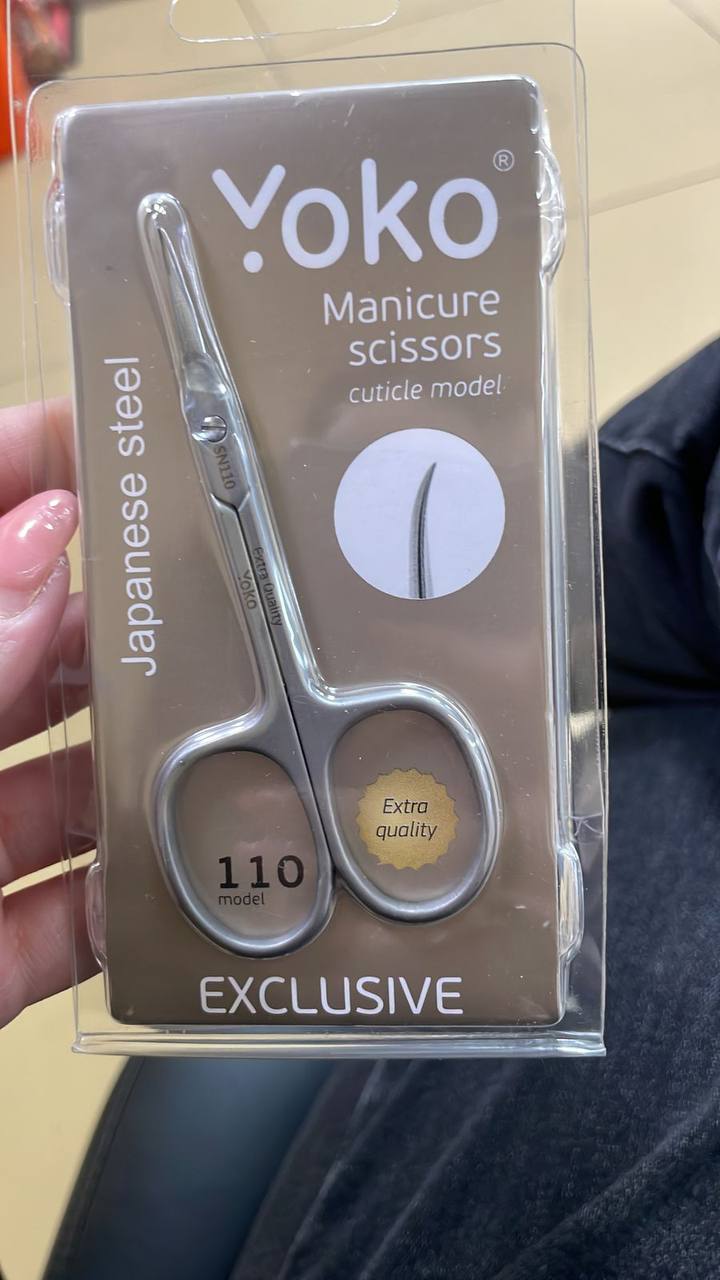 Yoko®
Manicure
scissors
cuticle model
Japanese steel
SN110
Extra Quality
Yoko
Extra
quality
110
model
EXCLUSIVE